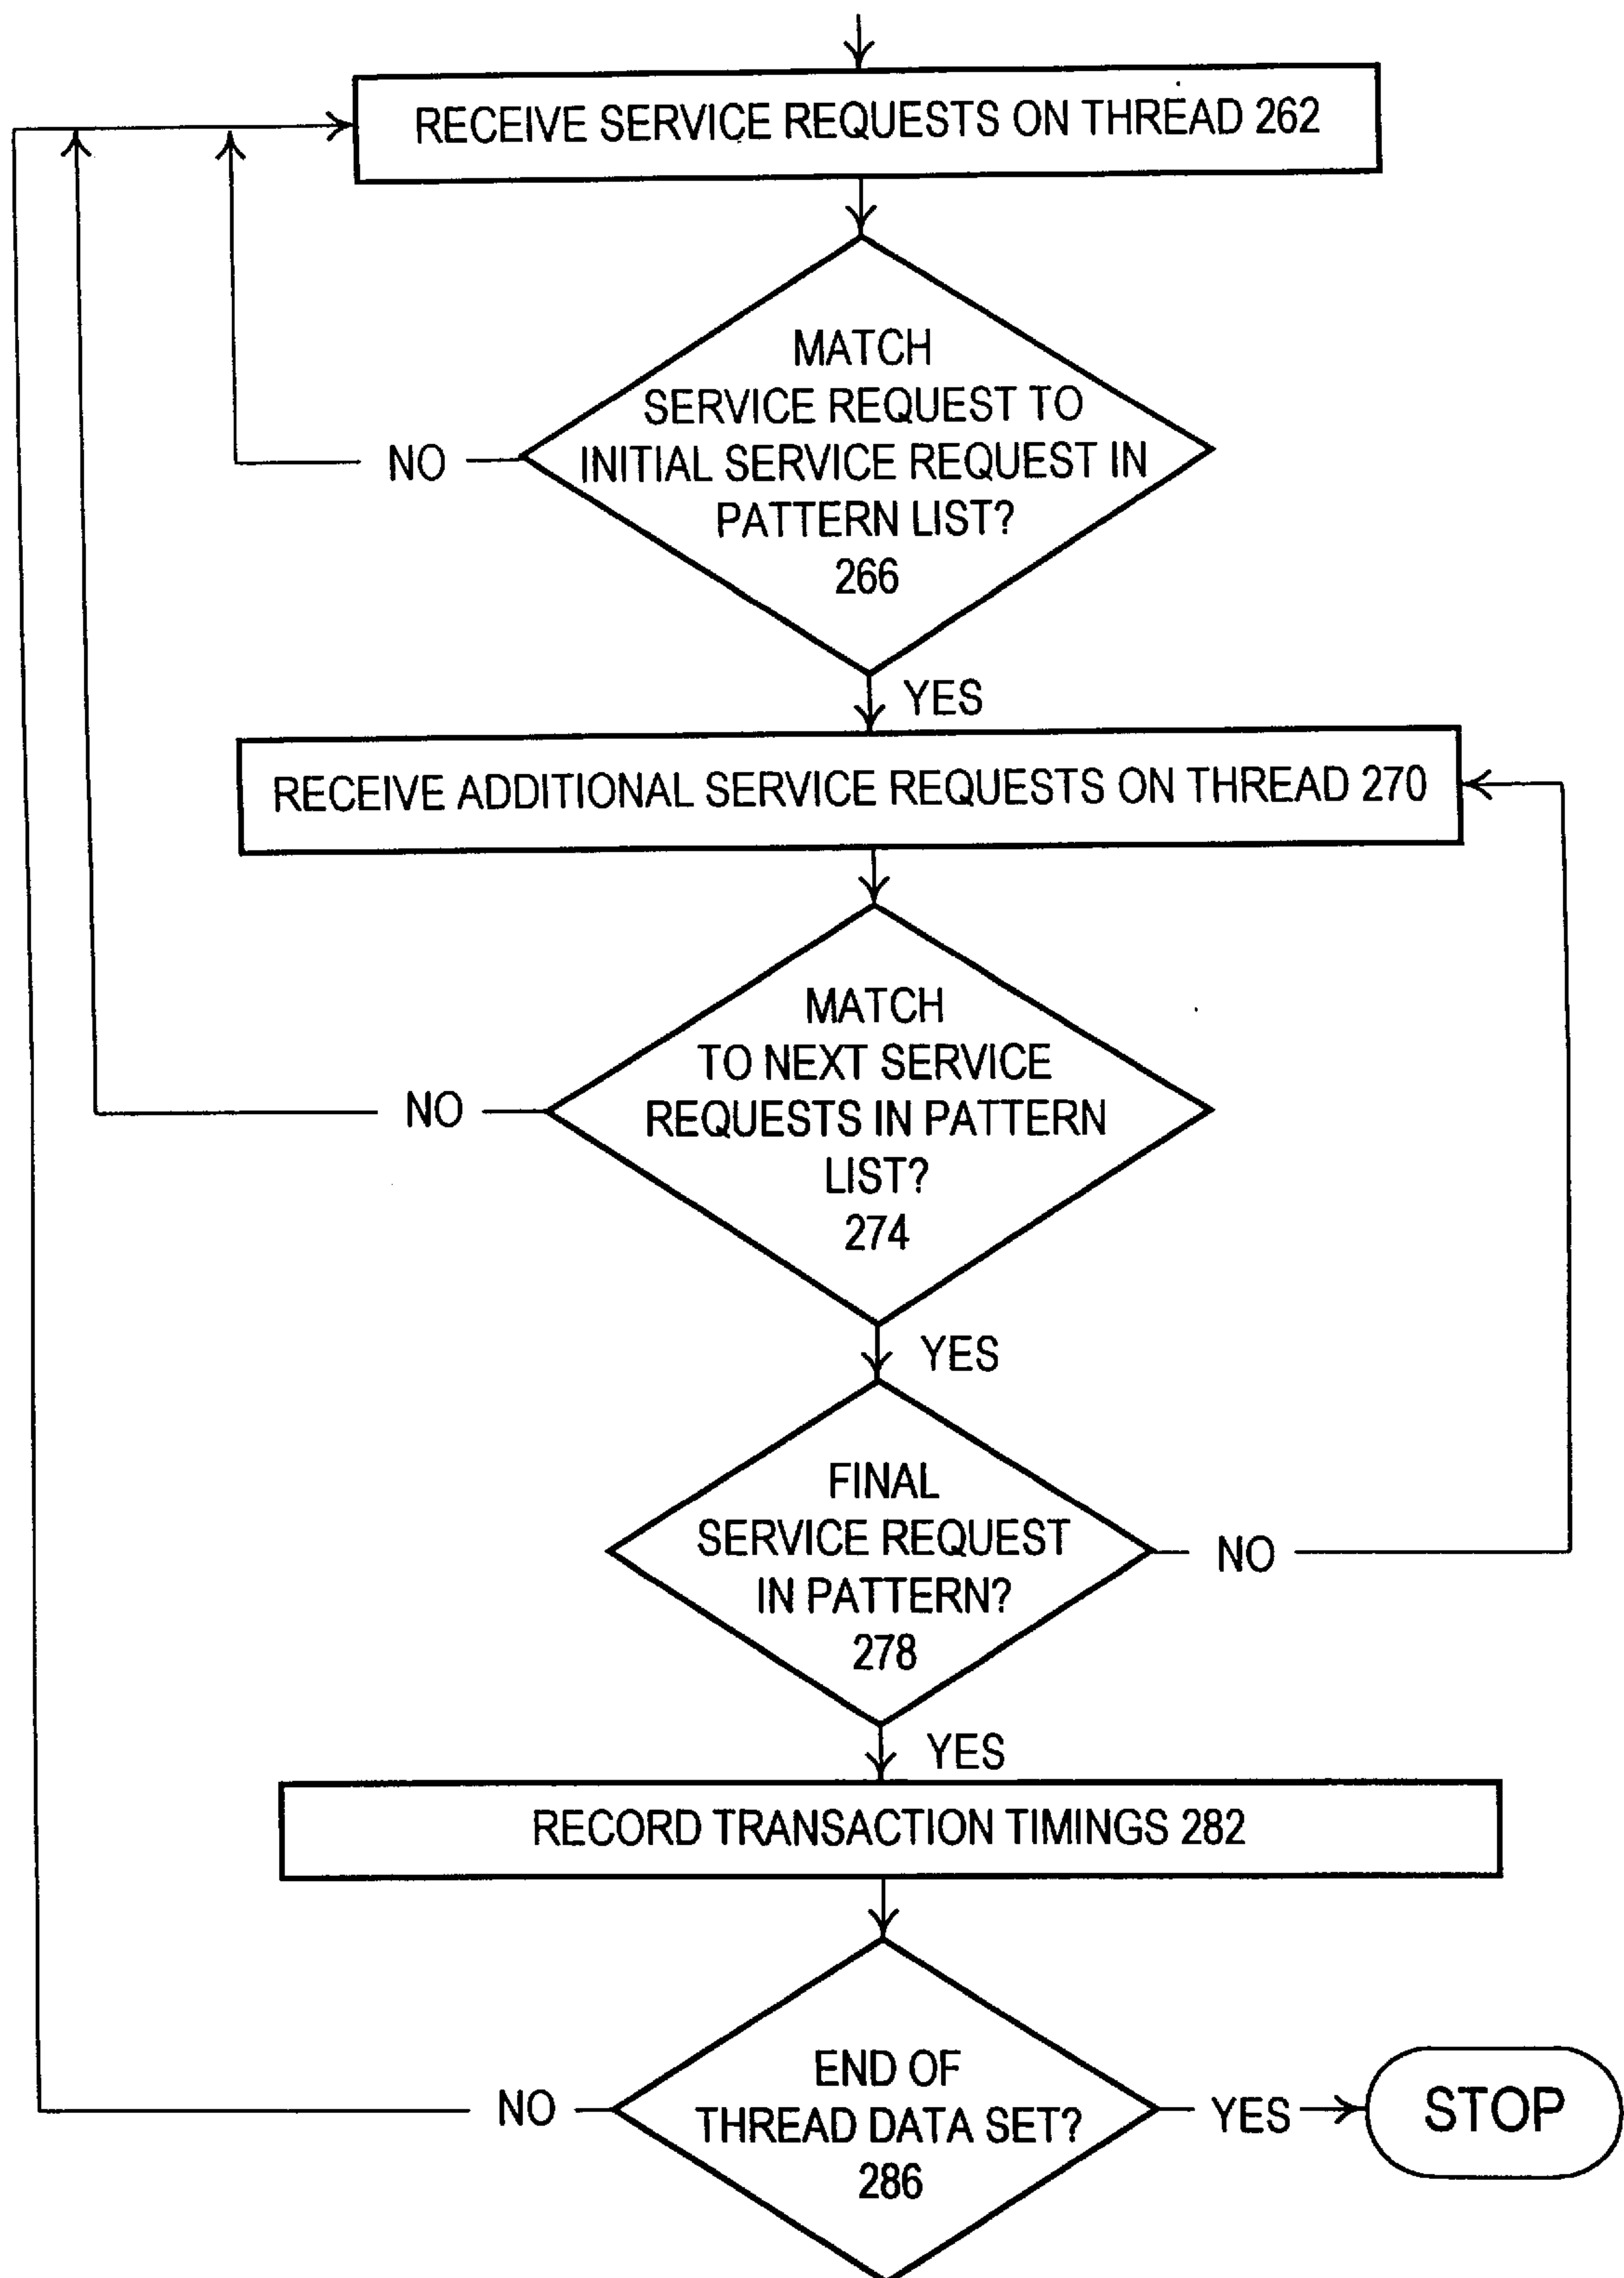 RECEIVE SERVICE REQUESTS ON THREAD 262
MATCH
SERVICE REQUEST TO
INITIAL SERVICE REQUEST IN
PATTERN LIST?
266
NO
YES
RECEIVE ADDITIONAL SERVICE REQUESTS ON THREAD 270
MATCH
TO NEXT SERVICE
REQUESTS IN PATTERN
LIST?
274
NO
YES
FINAL
SERVICE REQUEST
IN PATTERN?
278
NO
YES
RECORD TRANSACTION TIMINGS 282
END OF
THREAD DATA SET?
286
NO
YES
STOP